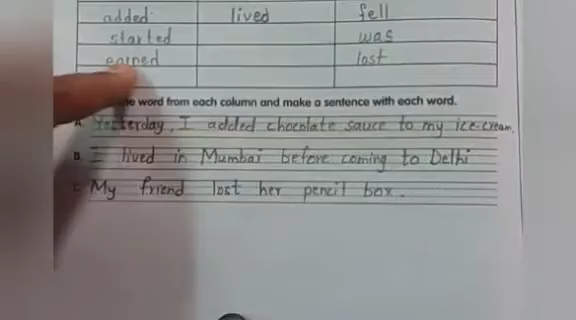 added lived fell
started was
earned lost
word from each column and make a sentence with each word.
A. Yesterday, I added chocolate sauce to my ice-cream.
B. I lived in Mumbai before coming to Delhi
C. My friend lost her pencil box.